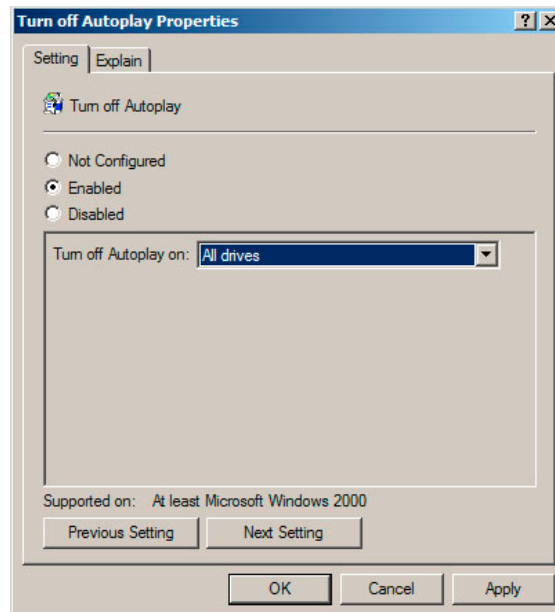 Turn off Autoplay Properties
Setting Explain
Turn off Autoplay
Not Configured
Enabled
Disabled
Turn off Autoplay on: All drives
Supported on: At least Microsoft Windows 2000
Previous Setting Next Setting
OK Cancel Apply